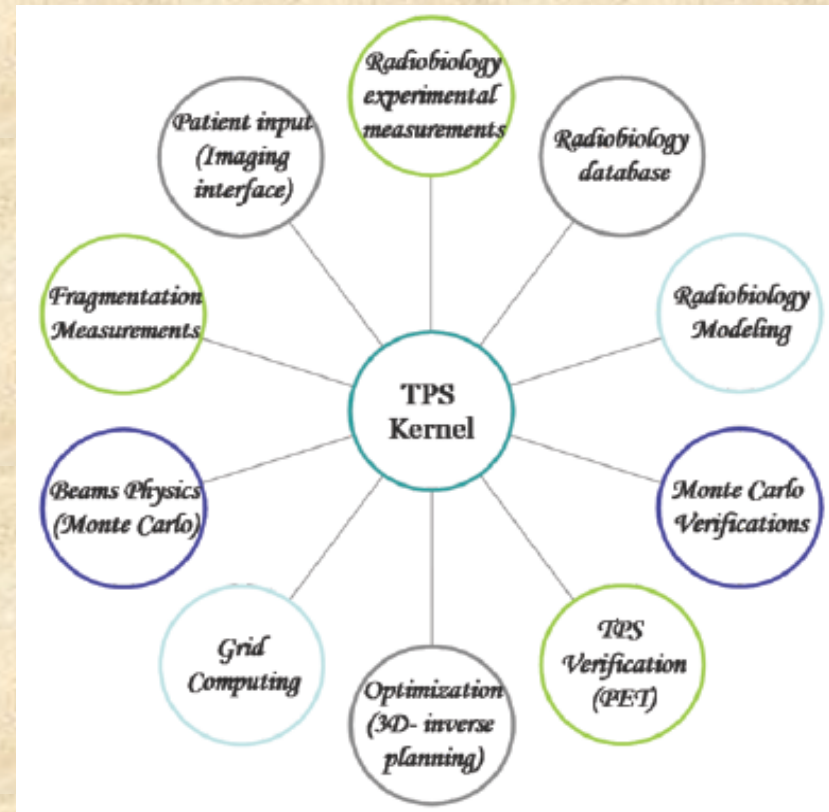 Radiobiology
experimental
measurements
Patient input
(Imaging
interface)
Radiobiology
database
Fragmentation
Measurements
Radiobiology
Modeling
TPS
Kernel
Beams Physics
(Monte Carlo)
Monte Carlo
Verifications
Grid
Computing
TPS
Verification
(PET)
Optimization
(3D- inverse
planning)